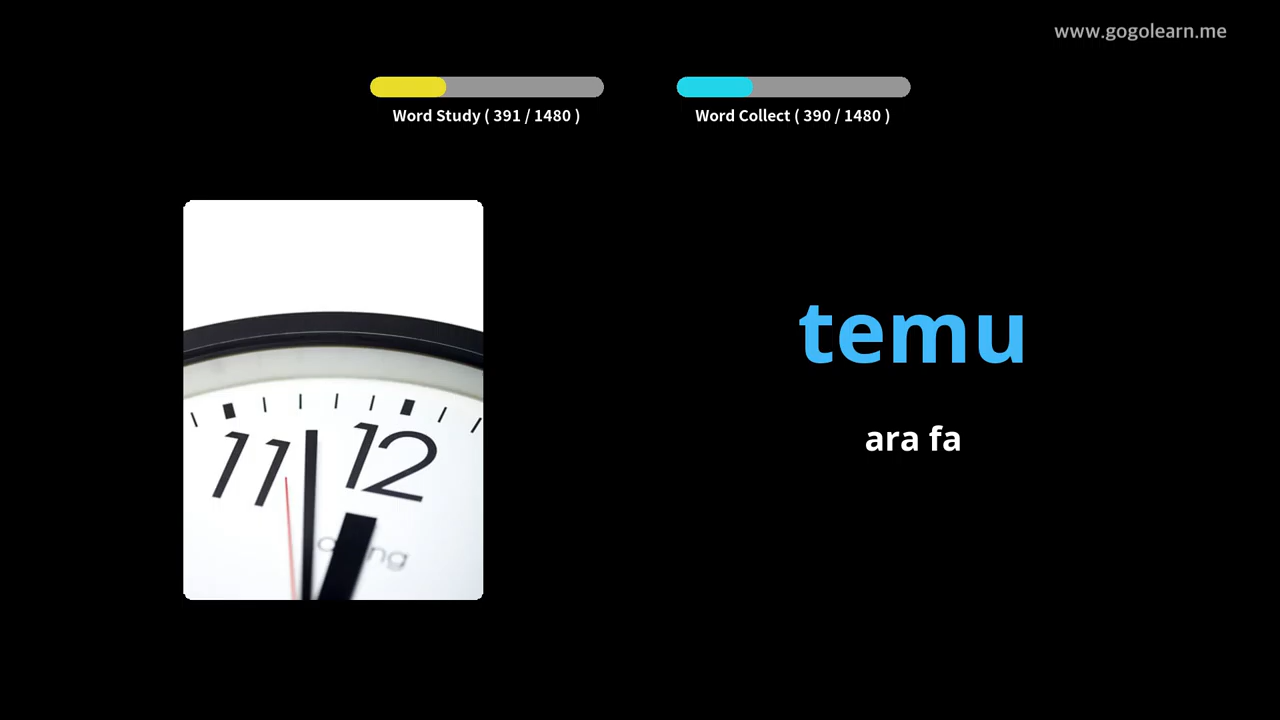 www.gogolearn.me
Word Study ( 391 / 1480 )
Word Collect ( 390 / 1480 )
temu
ara fa
11
12